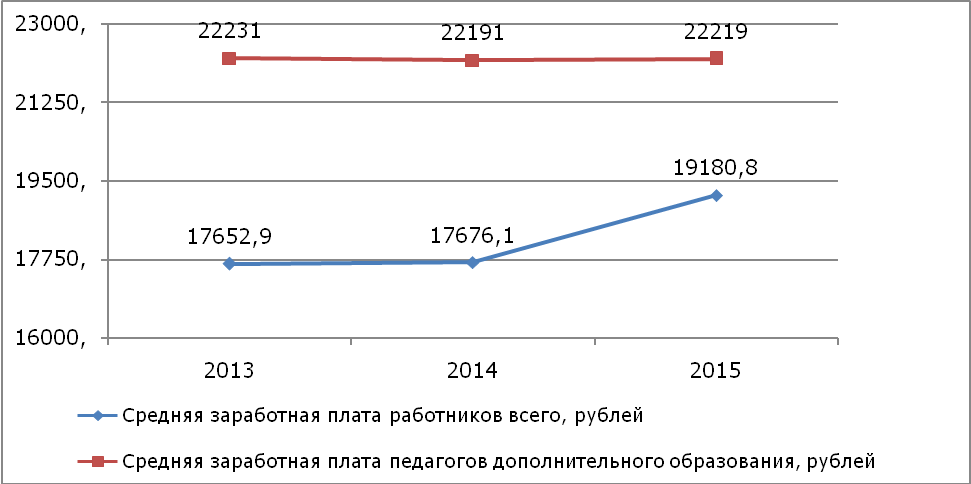 23000,
22231 22191 22219
21250,
19500,
19180,8
17652,9 17676,1
17750,
16000,
2013 2014 2015
Средняя заработная плата работников всего, рублей
Средняя заработная плата педагогов дополнительного образования, рублей